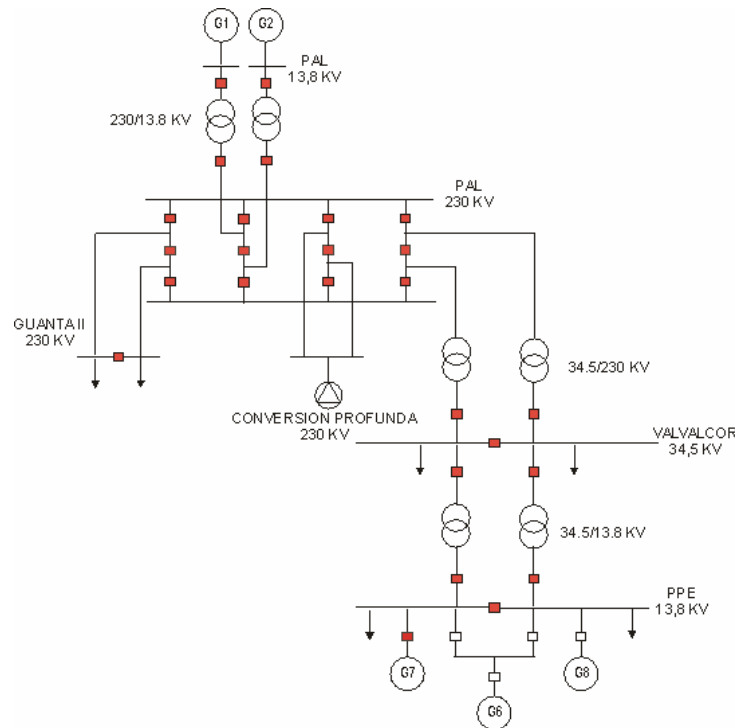 G1
G2
PAL
13,8 KV
230/13.8 KV
PAL
230 KV
GUANTA II
230 KV
34.5/230 KV
CONVERSION PROFUNDA
230 KV
VALVALCOR
34,5 KV
34.5/13.8 KV
PPE
13,8 KV
G7
G8
G6